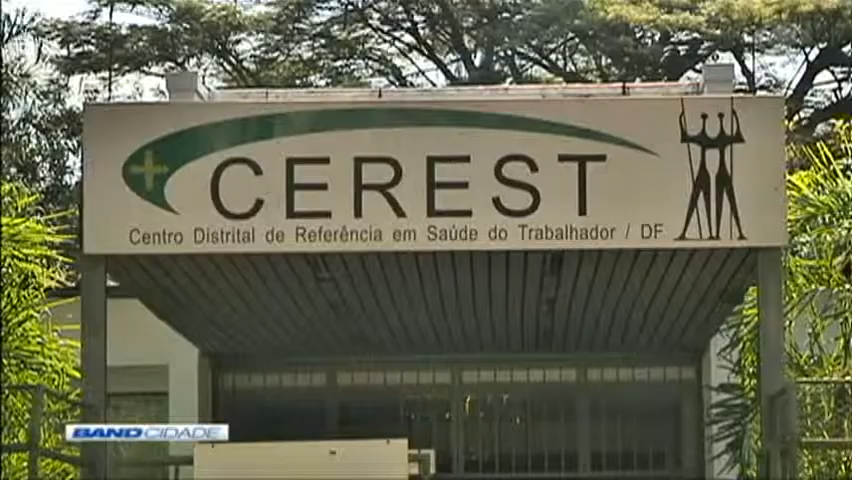 CEREST
Centro Distrital de Referência em Saúde do Trabalhador / DF
BANDCIDADE